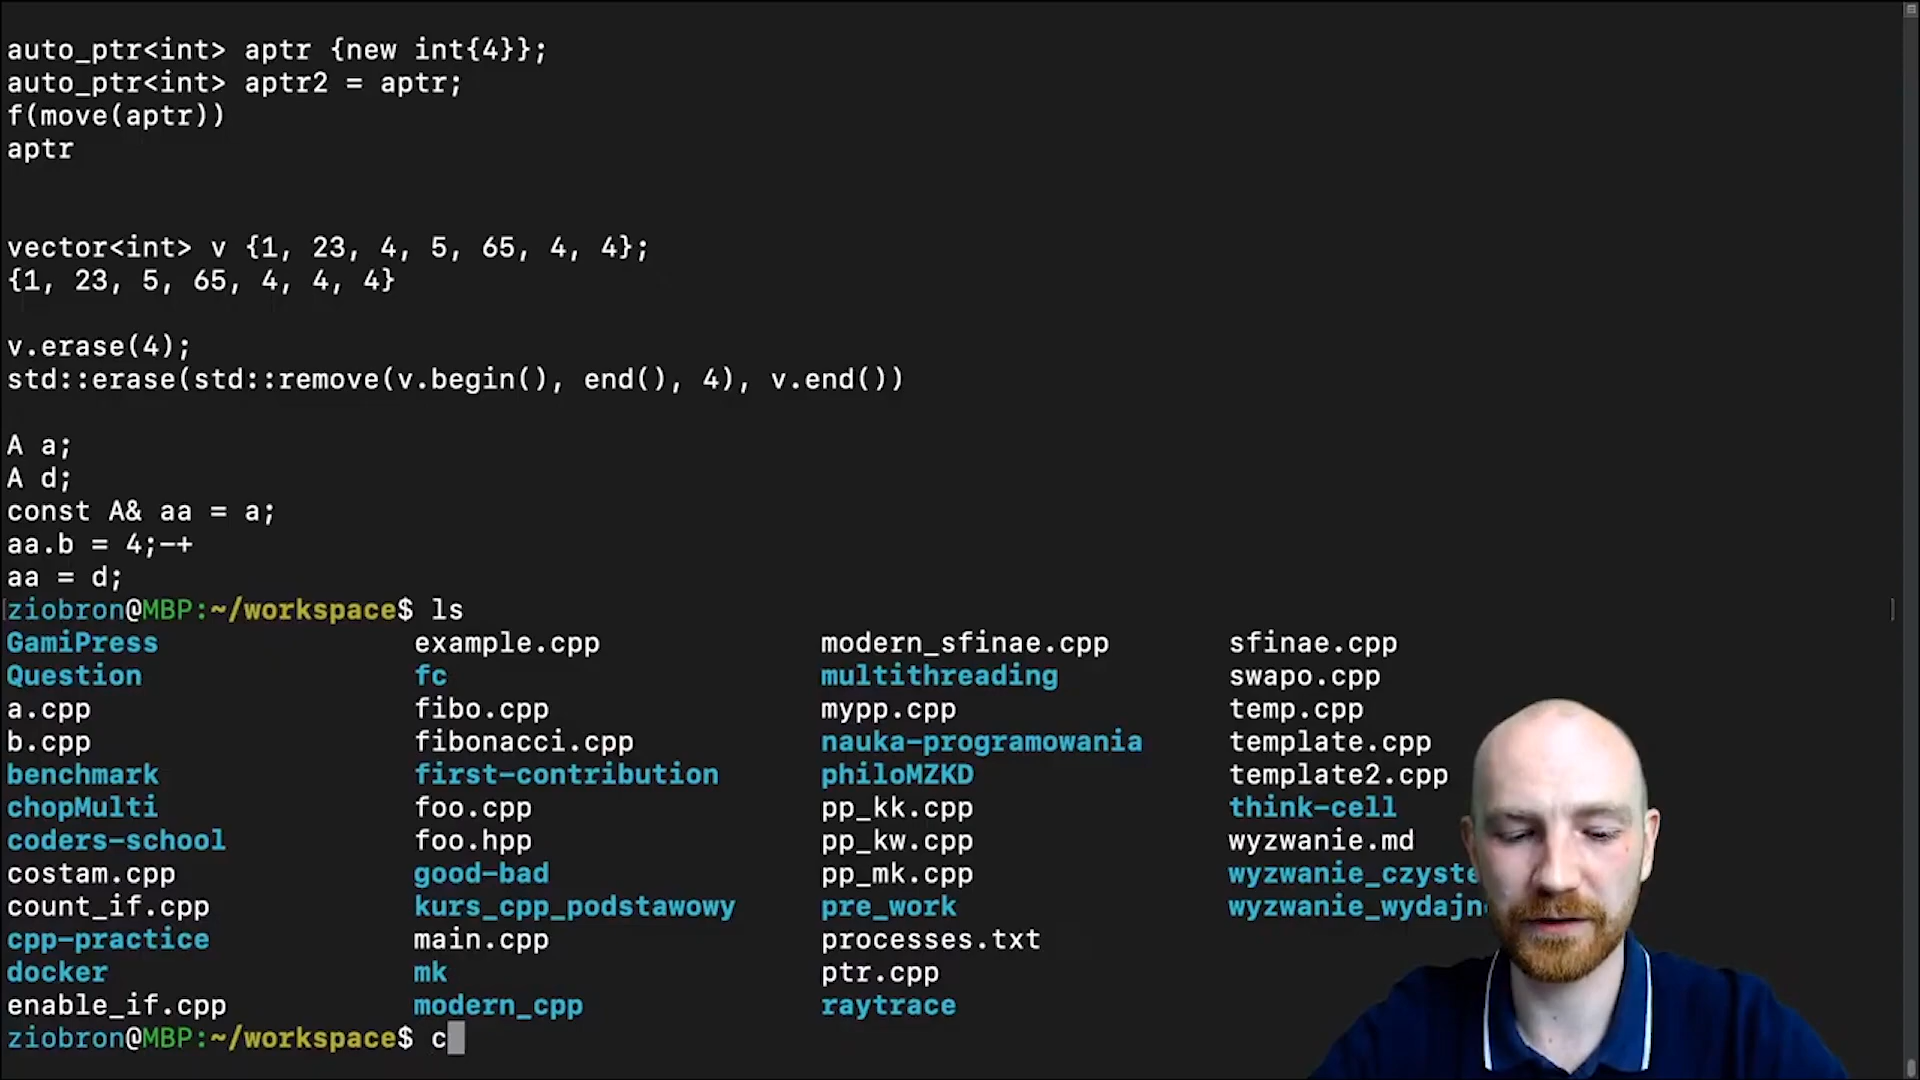 auto_ptr<int> aptr {new int{4}};
auto_ptr<int> aptr2 = aptr;
f(move(aptr))
aptr
vector<int> v {1, 23, 4, 5, 65, 4, 4};
{1, 23, 5, 65, 4, 4, 4}
v.erase(4);
std::erase(std::remove(v.begin(), end(), 4), v.end())
A a;
A d;
const A& aa = a;
aa.b = 4;-+
aa = d;
ziobron@MBP:~/workspace$ ls
GamiPress example.cpp modern_sfinae.cpp sfinae.cpp
Question fc multithreading swapo.cpp
a.cpp fibo.cpp mypp.cpp temp.cpp
b.cpp fibonacci.cpp nauka-programowania template.cpp
benchmark first-contribution philoMZKD template2.cpp
chopMulti foo.cpp pp_kk.cpp think-cell
coders-school foo.hpp pp_kw.cpp wyzwanie.md
costam.cpp good-bad pp_mk.cpp wyzwanie_czyste
count_if.cpp kurs_cpp_podstawowy pre_work wyzwanie_wydajn
cpp-practice main.cpp processes.txt
docker mk ptr.cpp
enable_if.cpp modern_cpp raytrace
ziobron@MBP:~/workspace$ c